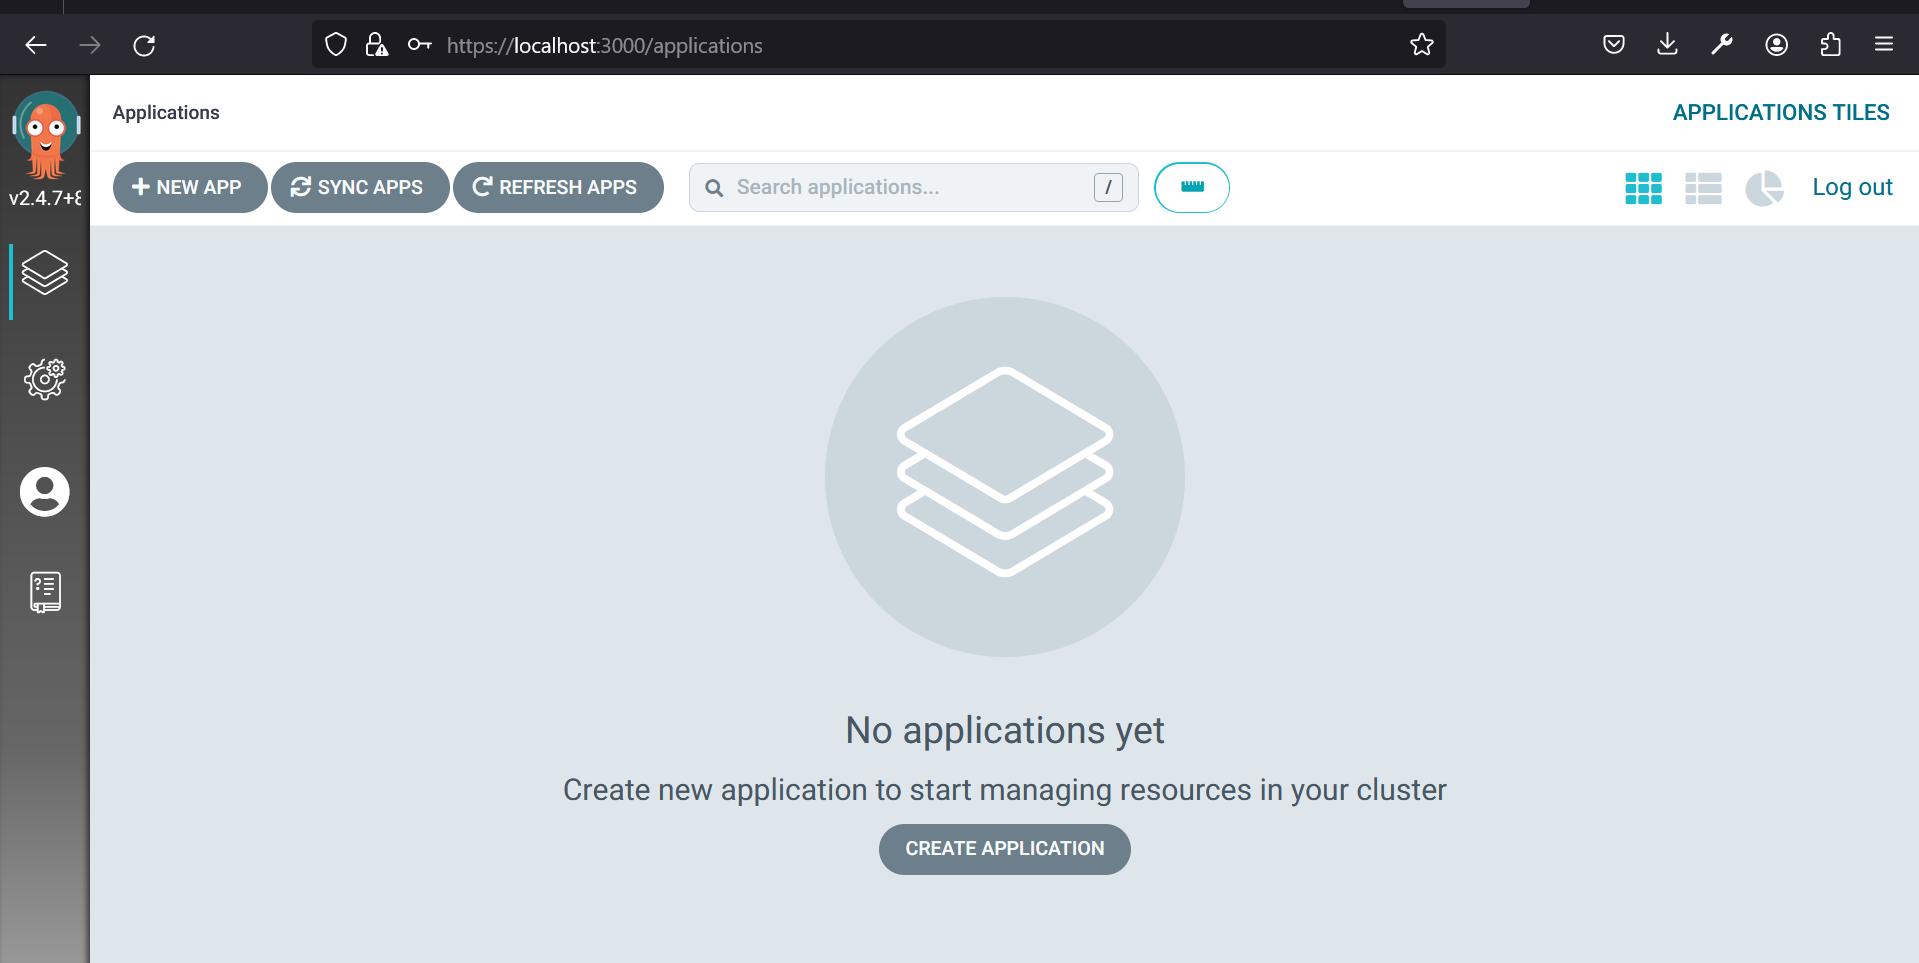 https://localhost:3000/applications
Applications
APPLICATIONS TILES
v2.4.7+8
NEW APP
SYNC APPS
REFRESH APPS
Search applications...
/
Log out
No applications yet
Create new application to start managing resources in your cluster
CREATE APPLICATION